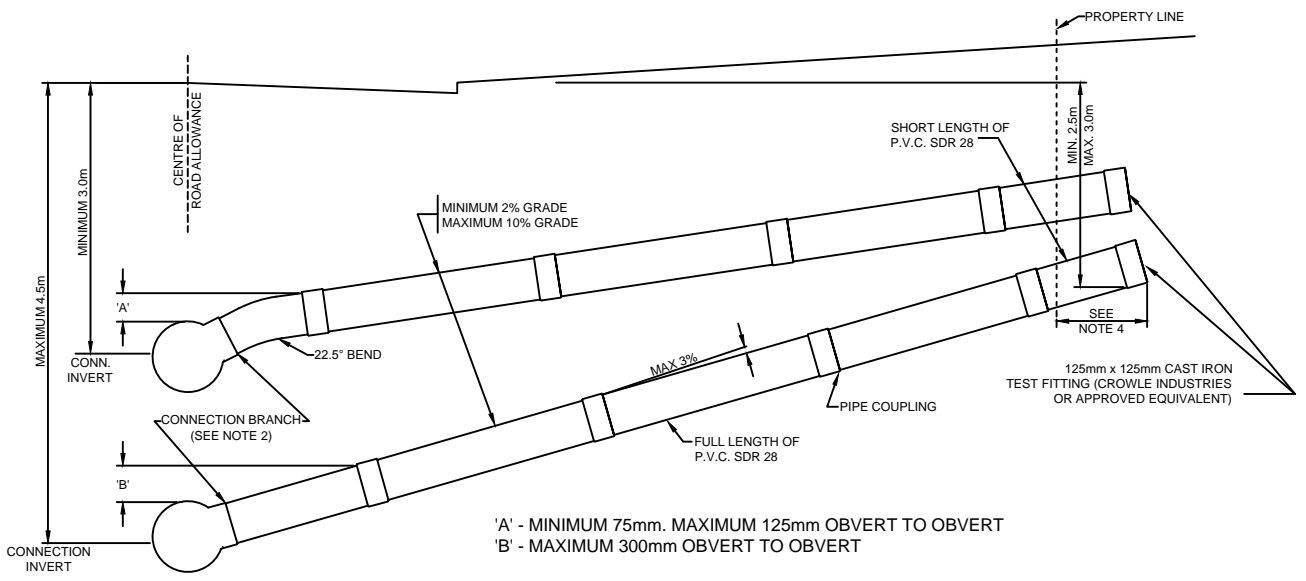 PROPERTY LINE
CENTRE OF
ROAD ALLOWANCE
MINIMUM 3.0m
MAXIMUM 4.5m
SHORT LENGTH OF
P.V.C. SDR 28
MIN. 2.5m
MAX. 3.0m
MINIMUM 2% GRADE
MAXIMUM 10% GRADE
'A'
CONN.
INVERT
22.5° BEND
MAX 3%
SEE
NOTE 4
125mm x 125mm CAST IRON
TEST FITTING (CROWLE INDUSTRIES
OR APPROVED EQUIVALENT)
CONNECTION BRANCH
(SEE NOTE 2)
PIPE COUPLING
FULL LENGTH OF
P.V.C. SDR 28
'B'
CONNECTION
INVERT
'A' - MINIMUM 75mm. MAXIMUM 125mm OBVERT TO OBVERT
'B' - MAXIMUM 300mm OBVERT TO OBVERT